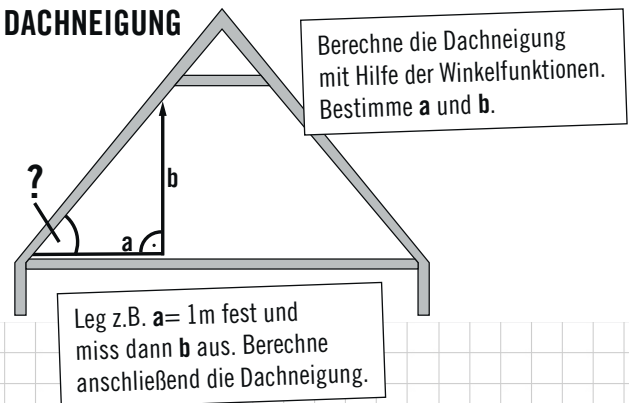 DACHNEIGUNG
Berechne die Dachneigung
mit Hilfe der Winkelfunktionen.
Bestimme a und b.
?
b
a
Leg z.B. a= 1m fest und
miss dann b aus. Berechne
anschließend die Dachneigung.